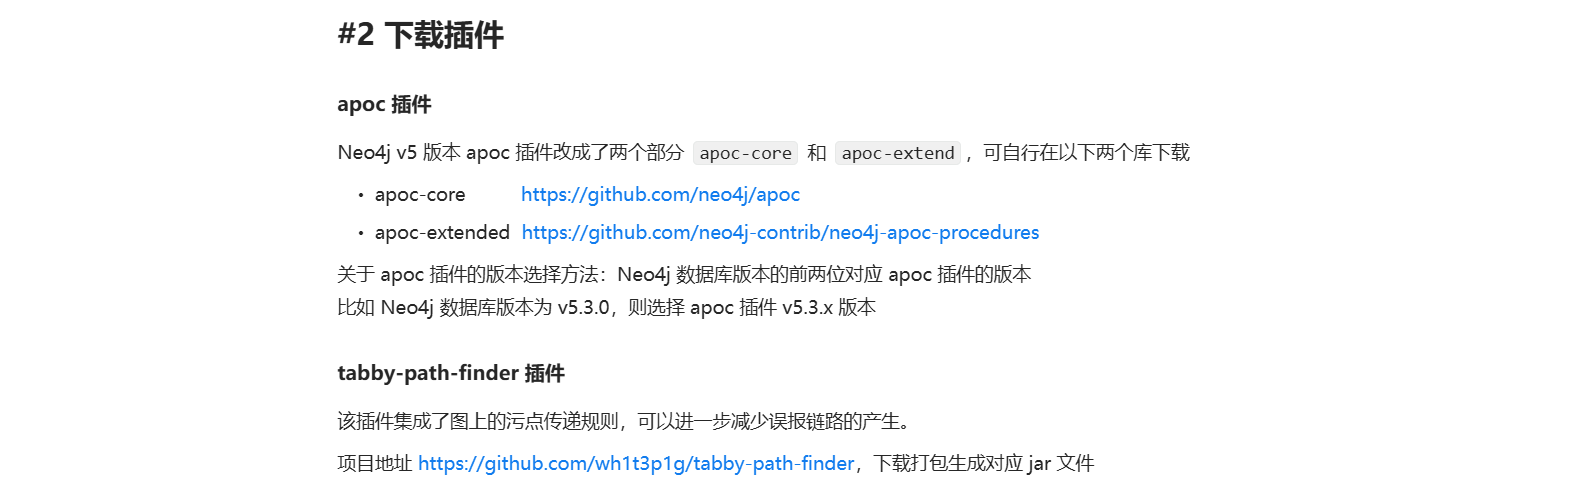 #2 下载插件
apoc 插件
Neo4j v5 版本 apoc 插件改成了两个部分 apoc-core 和 apoc-extend ，可自行在以下两个库下载
• apoc-core https://github.com/neo4j/apoc
• apoc-extended https://github.com/neo4j-contrib/neo4j-apoc-procedures
关于 apoc 插件的版本选择方法：Neo4j 数据库版本的前两位对应 apoc 插件的版本
比如 Neo4j 数据库版本为 v5.3.0，则选择 apoc 插件 v5.3.x 版本
tabby-path-finder 插件
该插件集成了图上的污点传递规则，可以进一步减少误报链路的产生。
项目地址 https://github.com/wh1t3p1g/tabby-path-finder，下载打包生成对应 jar 文件